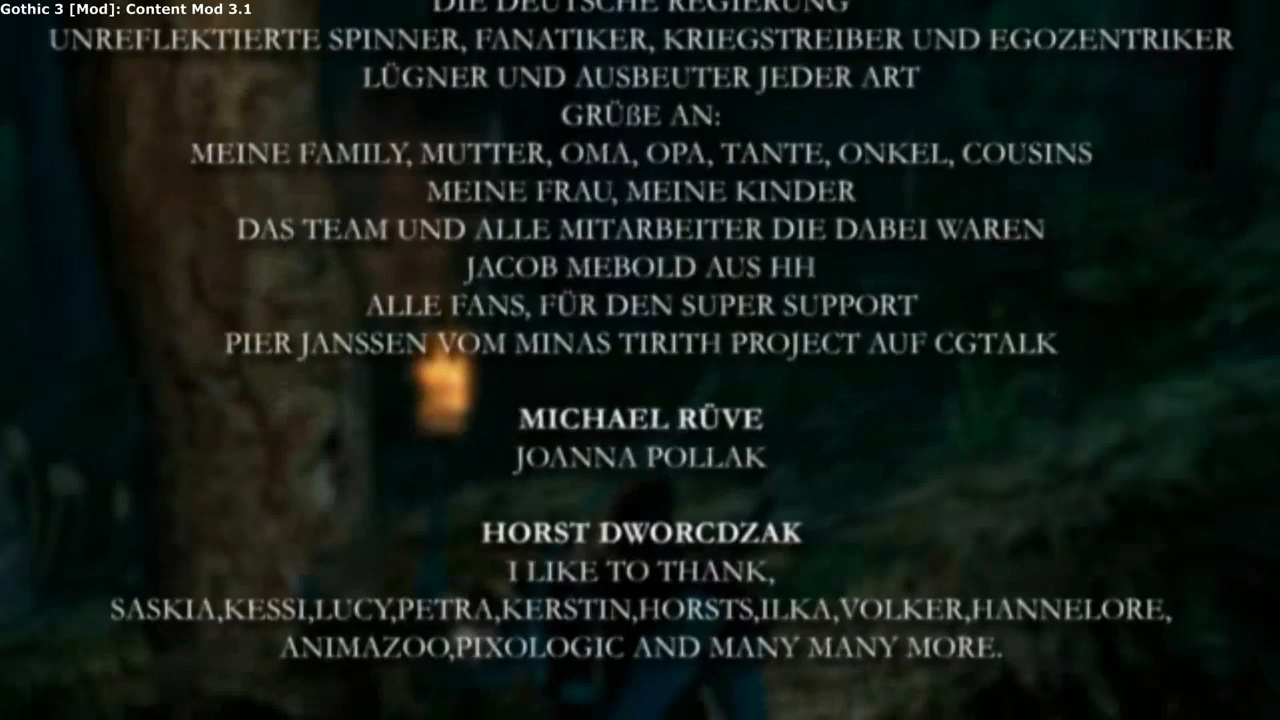 Gothic 3 [Mod]: Content Mod 3.1
DIE DEUTSCHE REGIERUNG
UNREFLEKTIERTE SPINNER, FANATIKER, KRIEGSTREIBER UND EGOZENTRIKER
LÜGNER UND AUSBEUTER JEDER ART
GRÜßE AN:
MEINE FAMILY, MUTTER, OMA, OPA, TANTE, ONKEL, COUSINS
MEINE FRAU, MEINE KINDER
DAS TEAM UND ALLE MITARBEITER DIE DABEI WAREN
JACOB MEBOLD AUS HH
ALLE FANS, FÜR DEN SUPER SUPPORT
PIER JANSSEN VOM MINAS TIRITH PROJECT AUF CGTALK
MICHAEL RÜVE
JOANNA POLLAK
HORST DWORCDZAK
I LIKE TO THANK,
SASKIA,KESSI,LUCY,PETRA,KERSTIN,HORSTS,ILKA,VOLKER,HANNELORE,
ANIMAZOO,PIXOLOGIC AND MANY MANY MORE.